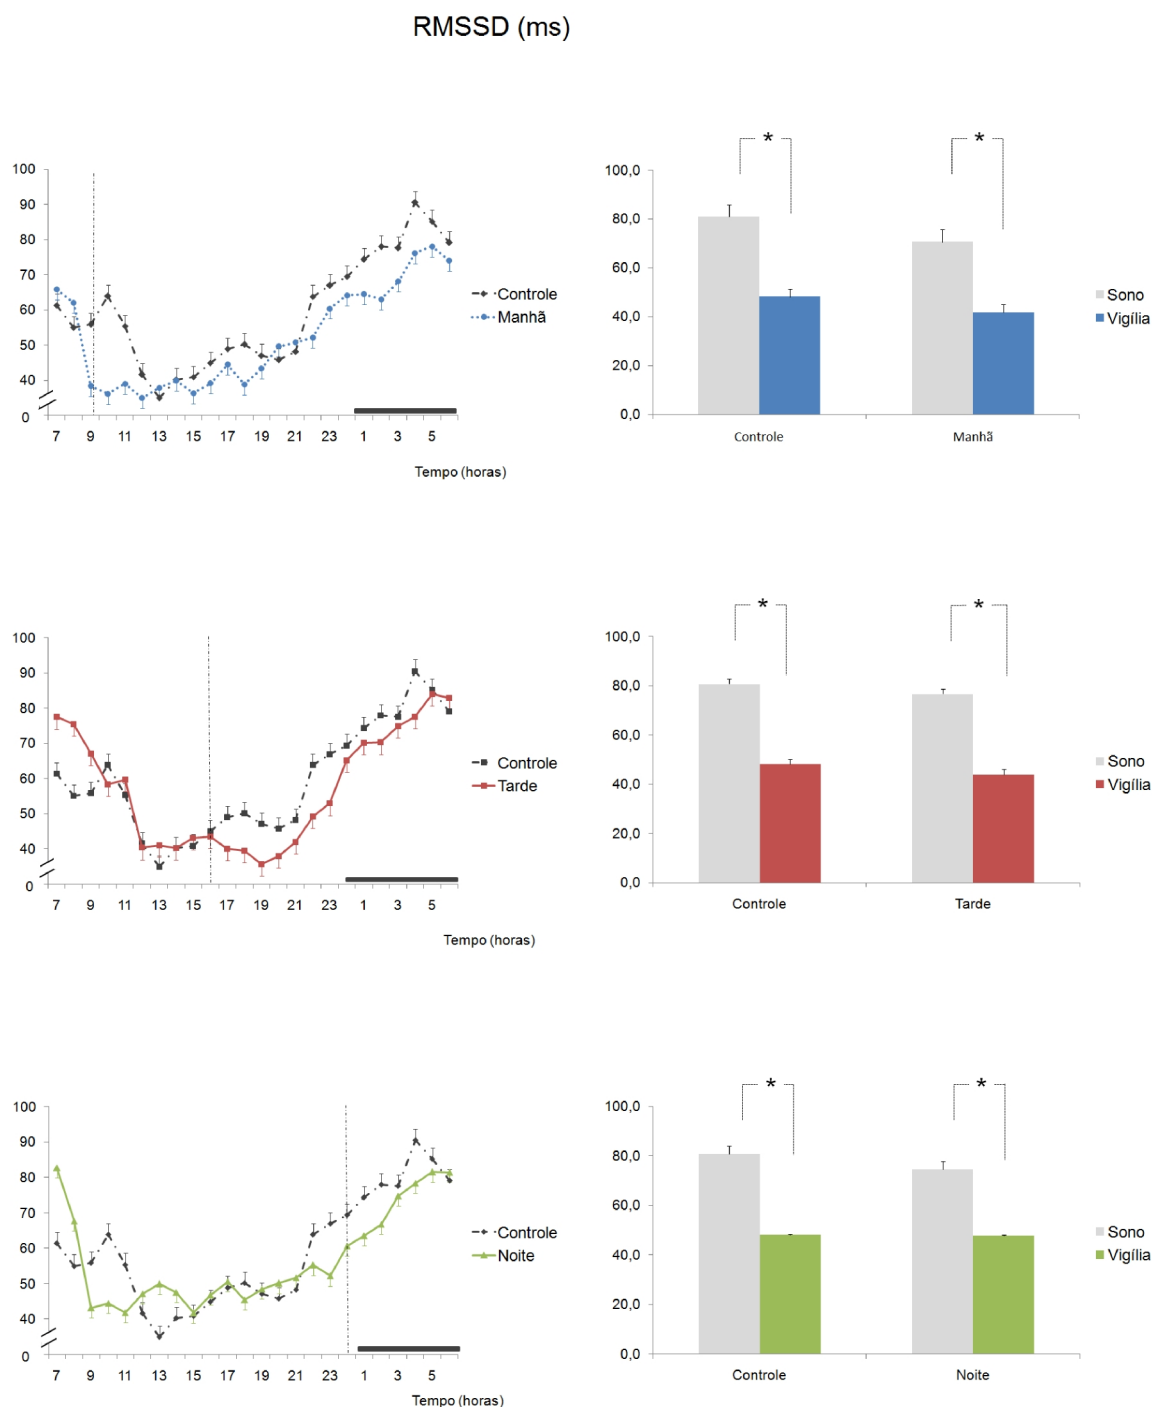 RMSSD (ms)
100
90
80
70
60
50
40
0
7 9 11 13 15 17 19 21 23 1 3 5
Tempo (horas)
Controle
Manhã
* *
100,0
80,0
60,0
40,0
20,0
0,0
Controle Manhã
Sono
Vigília
100
90
80
70
60
50
40
0
7 9 11 13 15 17 19 21 23 1 3 5
Tempo (horas)
Controle
Tarde
* *
100,0
80,0
60,0
40,0
20,0
0,0
Controle Tarde
Sono
Vigília
100
90
80
70
60
50
40
0
7 9 11 13 15 17 19 21 23 1 3 5
Tempo (horas)
Controle
Noite
* *
100,0
80,0
60,0
40,0
20,0
0,0
Controle Noite
Sono
Vigília